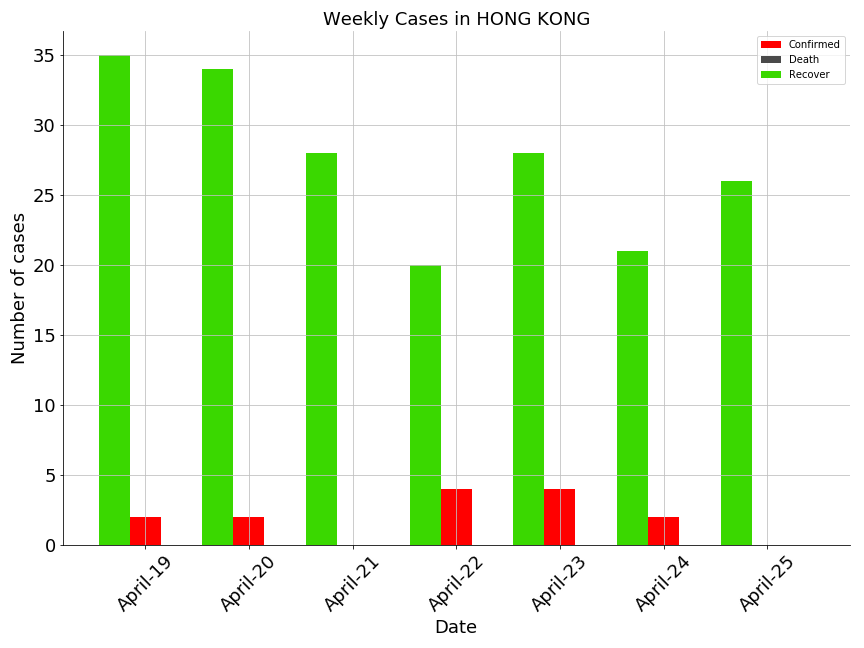 Weekly Cases in HONG KONG
Confirmed
Death
Recover
Number of cases
35
30
25
20
15
10
5
0
April-19
April-20
April-21
April-22
April-23
April-24
April-25
Date